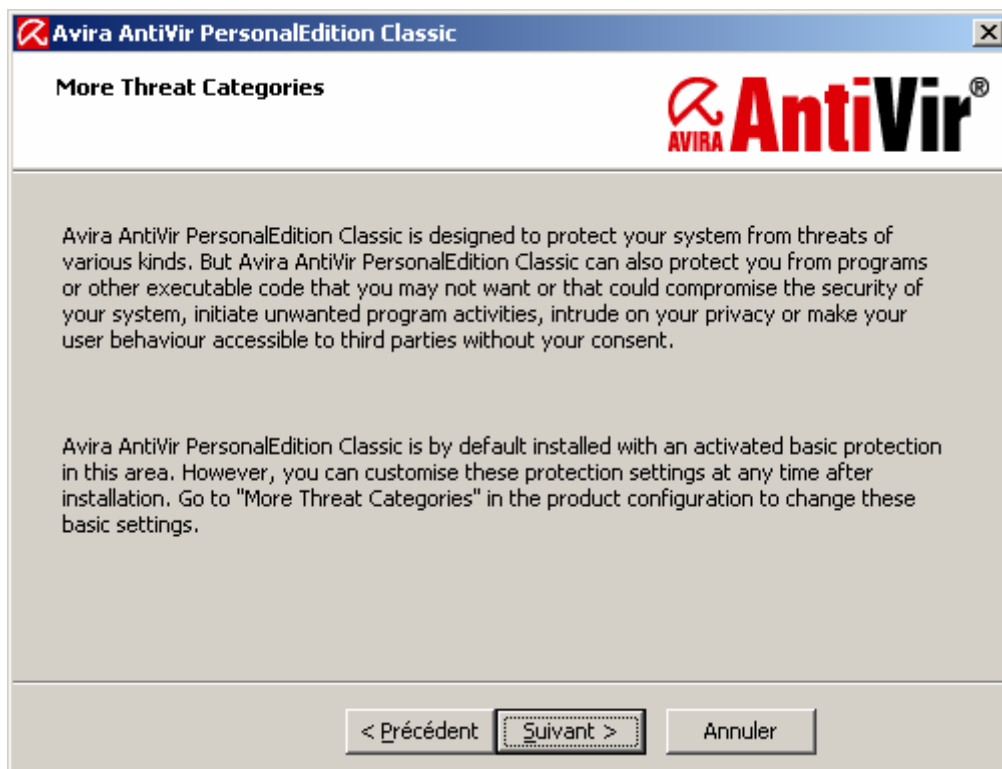 Avira AntiVir PersonalEdition Classic
More Threat Categories
AVIRA AntiVir®
Avira AntiVir PersonalEdition Classic is designed to protect your system from threats of
various kinds. But Avira AntiVir PersonalEdition Classic can also protect you from programs
or other executable code that you may not want or that could compromise the security of
your system, initiate unwanted program activities, intrude on your privacy or make your
user behaviour accessible to third parties without your consent.
Avira AntiVir PersonalEdition Classic is by default installed with an activated basic protection
in this area. However, you can customise these protection settings at any time after
installation. Go to "More Threat Categories" in the product configuration to change these
basic settings.
< Précédent
Suivant >
Annuler